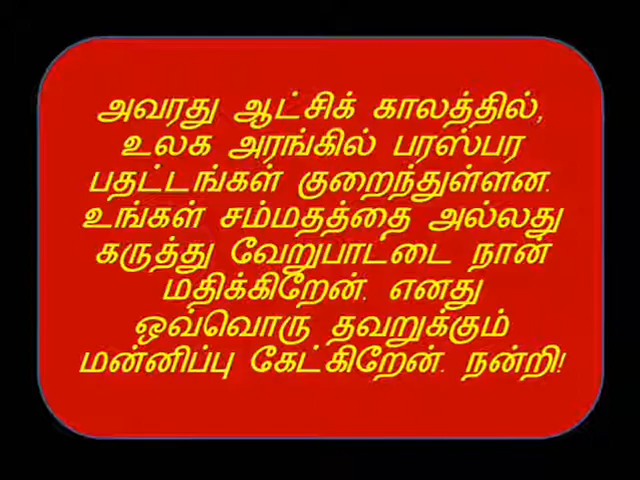 அவரது ஆட்சிக் காலத்தில்,
உலக அரங்கில் பரஸ்பர
பதட்டங்கள் குறைந்துள்ளன.
உங்கள் சம்மதத்தை அல்லது
கருத்து வேறுபாட்டை நான்
மதிக்கிறேன். எனது
ஒவ்வொரு தவறுக்கும்
மன்னிப்பு கேட்கிறேன். நன்றி!